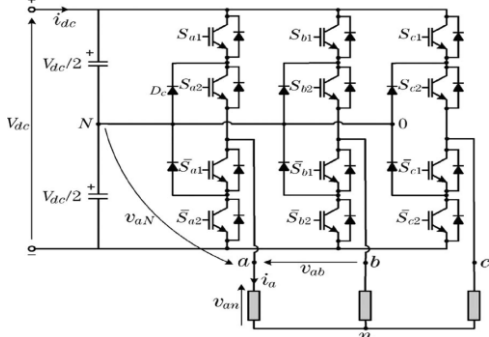 +
i_dc
S_a1
S_b1
S_c1
+
V_dc/2
D_c
S_a2
S_b2
S_c2
V_dc
N
0
+
V_dc/2
S̄_a1
S̄_b1
S̄_c1
v_aN
S̄_a2
S̄_b2
S̄_c2
−
a
v_ab
b
c
i_a
v_an
n